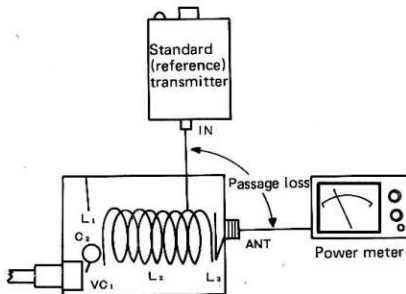 Standard
(reference)
transmitter
IN
Passage loss
L₁
C₂
VC₁
L₂
L₃
ANT
Power meter